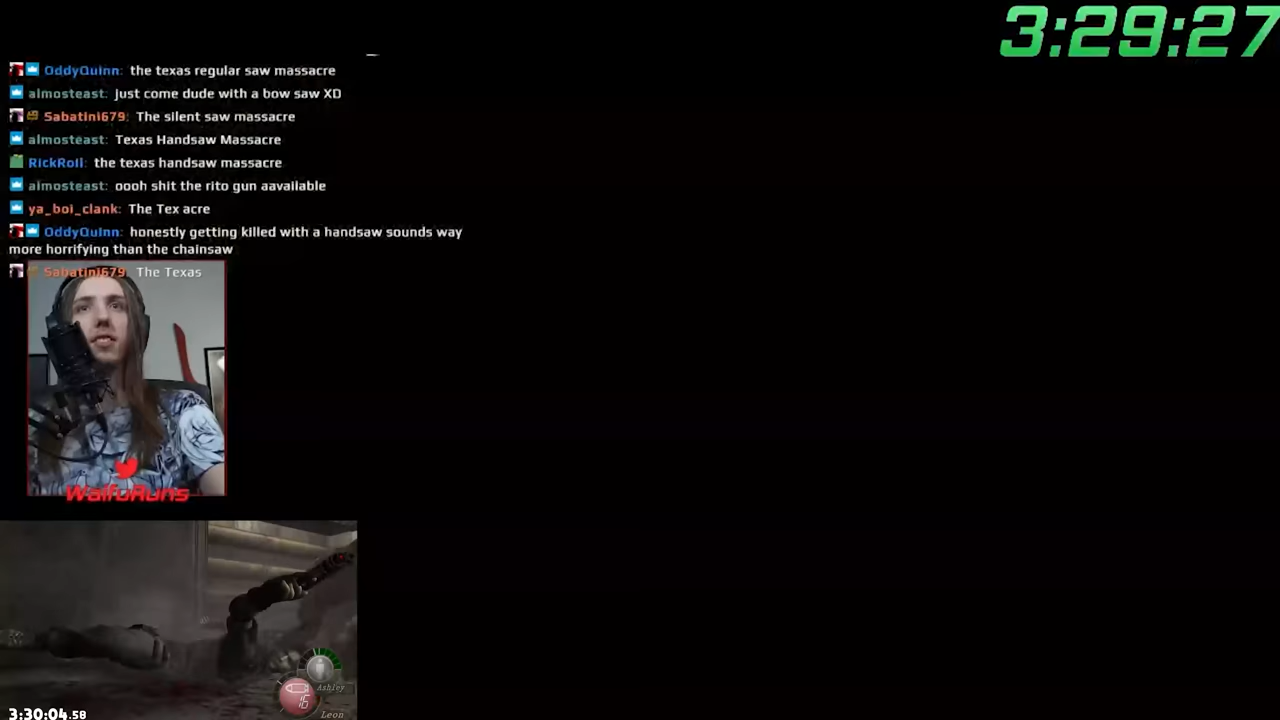 3:29:27
OddyQuinn: the texas regular saw massacre
almosteast: just come dude with a bow saw XD
Sabatini679: The silent saw massacre
almosteast: Texas Handsaw Massacre
RickRoll: the texas handsaw massacre
almosteast: oooh shit the rito gun aavailable
ya_boi_clank: The Tex acre
OddyQuinn: honestly getting killed with a handsaw sounds way
more horrifying than the chainsaw
Sabatini679 The Texas
WaifuRuns
Ashley
16
Leon
3:30:04.58